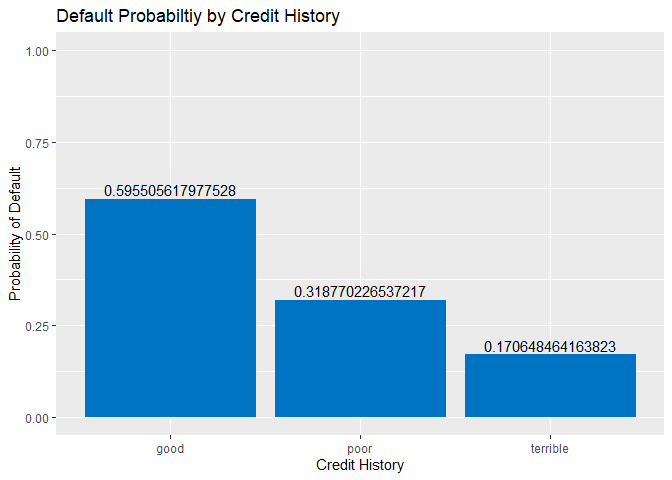 Default Probabiltiy by Credit History
1.00
0.75
0.50
0.25
0.00
Probability of Default
0.595505617977528
0.318770226537217
0.170648464163823
good
poor
terrible
Credit History